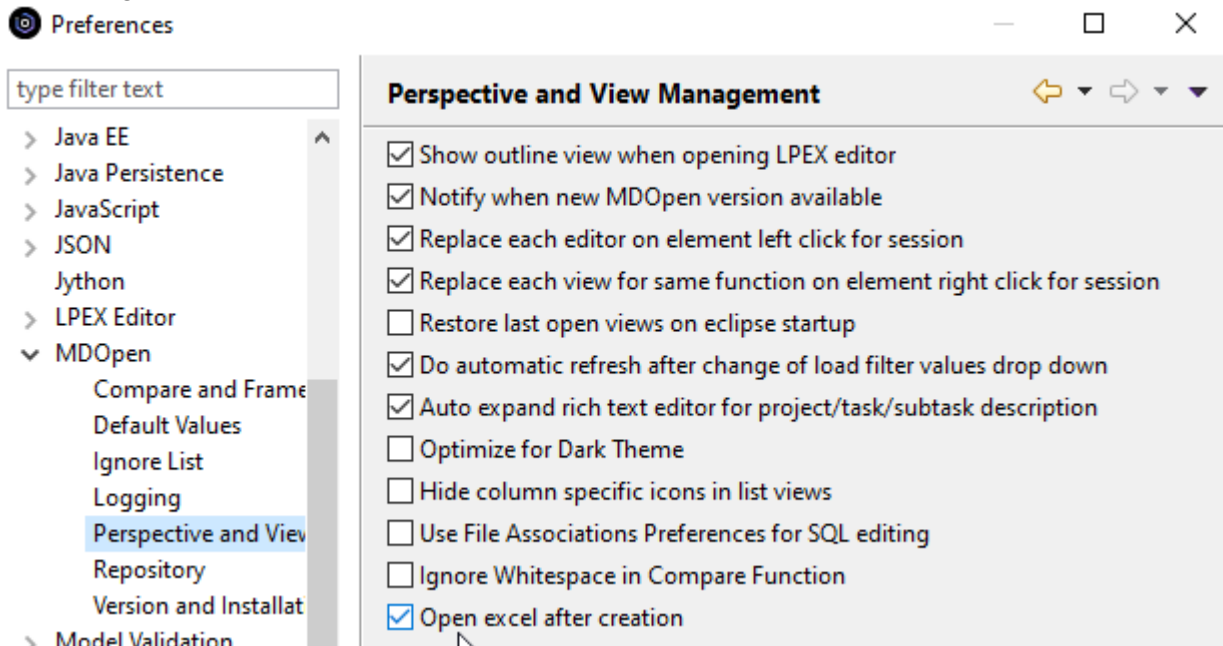 Preferences
type filter text
Java EE
Java Persistence
JavaScript
JSON
Jython
LPEX Editor
MDOpen
Compare and Frame
Default Values
Ignore List
Logging
Perspective and View
Repository
Version and Installat
Model Validation
Perspective and View Management
Show outline view when opening LPEX editor
Notify when new MDOpen version available
Replace each editor on element left click for session
Replace each view for same function on element right click for session
Restore last open views on eclipse startup
Do automatic refresh after change of load filter values drop down
Auto expand rich text editor for project/task/subtask description
Optimize for Dark Theme
Hide column specific icons in list views
Use File Associations Preferences for SQL editing
Ignore Whitespace in Compare Function
Open excel after creation